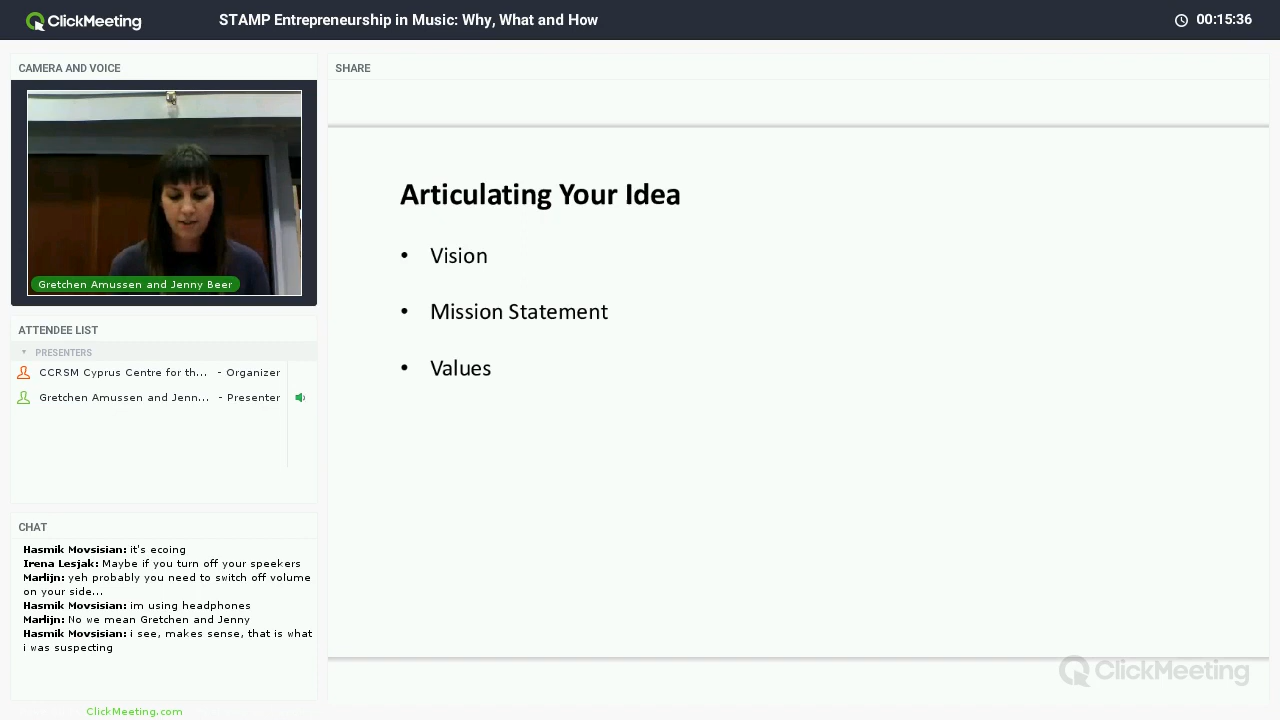 ClickMeeting
STAMP Entrepreneurship in Music: Why, What and How
00:15:36
CAMERA AND VOICE
Gretchen Amussen and Jenny Beer
ATTENDEE LIST
PRESENTERS
CCRSM Cyprus Centre for th... - Organizer
Gretchen Amussen and Jenn... - Presenter
CHAT
Hasmik Movsisian: it's ecoing
Irena Lesjak: Maybe if you turn off your speekers
Marlijn: yeh probably you need to switch off volume
on your side...
Hasmik Movsisian: im using headphones
Marlijn: No we mean Gretchen and Jenny
Hasmik Movsisian: i see, makes sense, that is what
i was suspecting
ClickMeeting.com
SHARE
Articulating Your Idea
• Vision
• Mission Statement
• Values
ClickMeeting